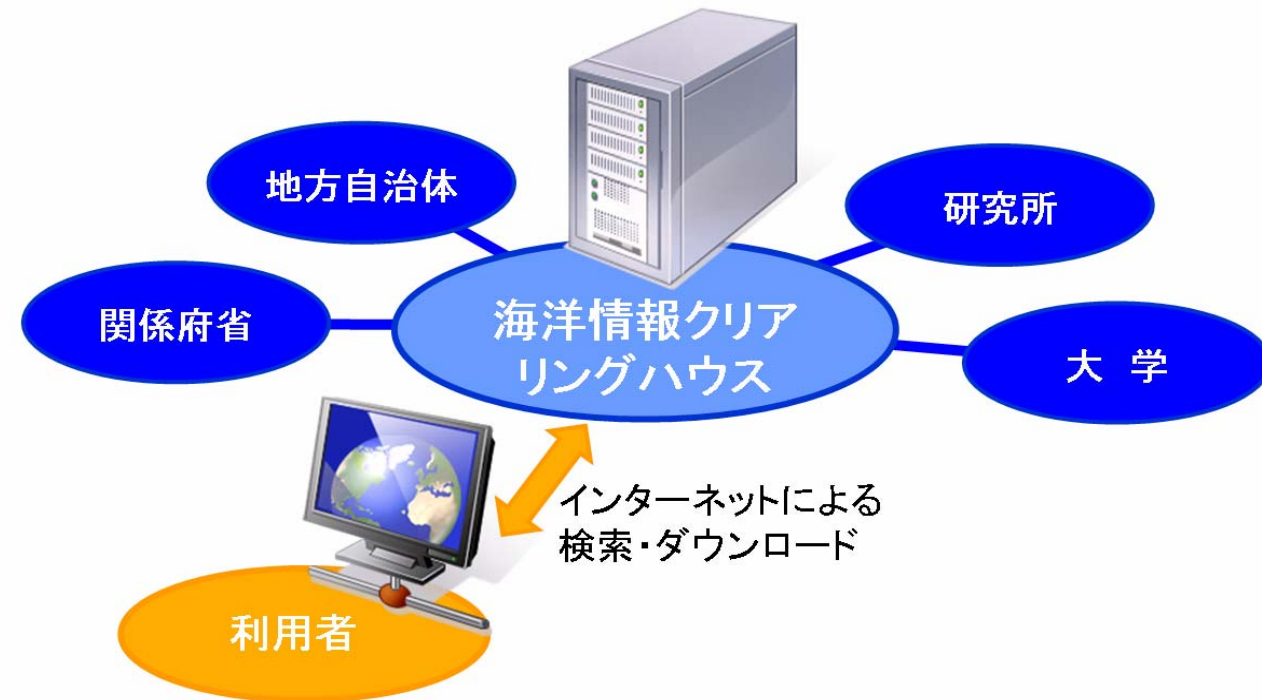 地方自治体
研究所
関係府省
海洋情報クリア
リングハウス
大 学
インターネットによる
検索・ダウンロード
利用者